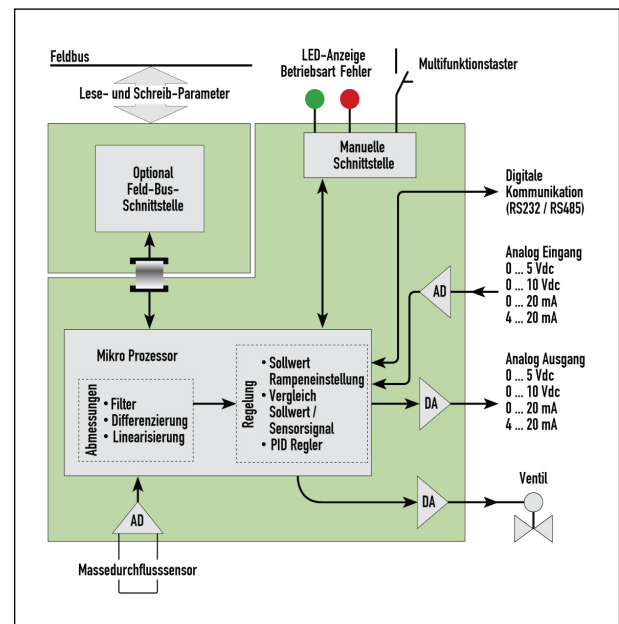 Feldbus
Lese- und Schreib-Parameter
LED-Anzeige
Betriebsart Fehler
Multifunktionstaster
Optional
Feld-Bus-
Schnittstelle
Manuelle
Schnittstelle
Digitale
Kommunikation
(RS232 / RS485)
Analog Eingang
0 ... 5 Vdc
0 ... 10 Vdc
0 ... 20 mA
4 ... 20 mA
AD
Mikro Prozessor
Abmessungen
• Filter
• Differenzierung
• Linearisierung
Regelung
• Sollwert
Rampeneinstellung
• Vergleich
Sollwert /
Sensorsignal
• PID Regler
DA
Analog Ausgang
0 ... 5 Vdc
0 ... 10 Vdc
0 ... 20 mA
4 ... 20 mA
DA
Ventil
AD
Massedurchflusssensor